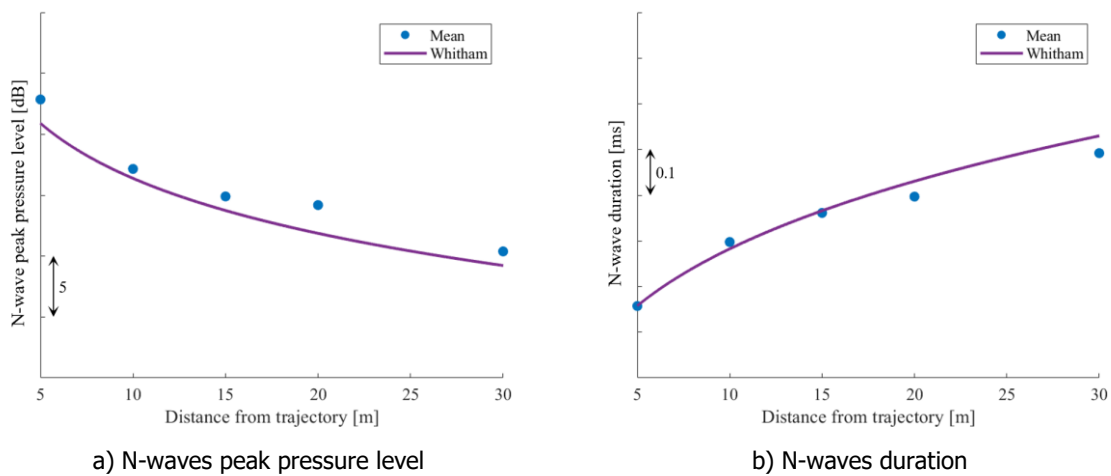 N-wave peak pressure level [dB]
Mean
Whitham
5
5
10
15
20
25
30
Distance from trajectory [m]
a) N-waves peak pressure level
N-wave duration [ms]
Mean
Whitham
0.1
5
10
15
20
25
30
Distance from trajectory [m]
b) N-waves duration